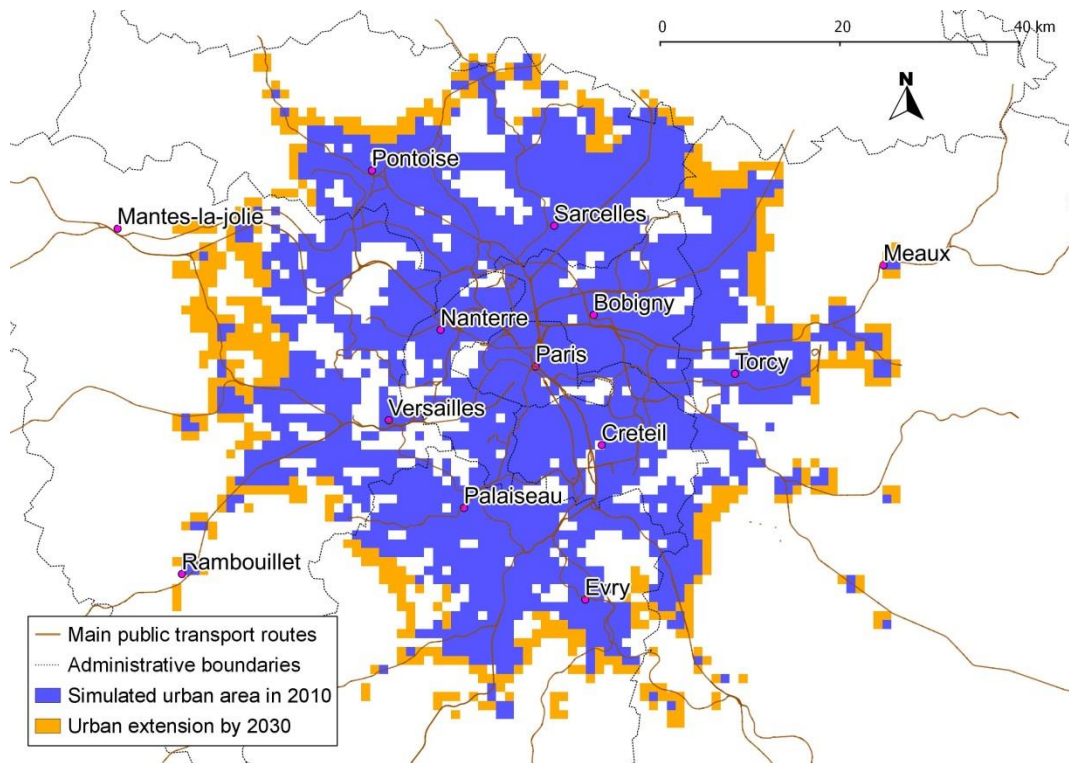 0 20 40 km
N
Pontoise
Mantes-la-jolie
Sarcelles
Meaux
Bobigny
Nanterre
Paris
Torcy
Versailles
Creteil
Palaiseau
Rambouillet
Evry
Main public transport routes
Administrative boundaries
Simulated urban area in 2010
Urban extension by 2030